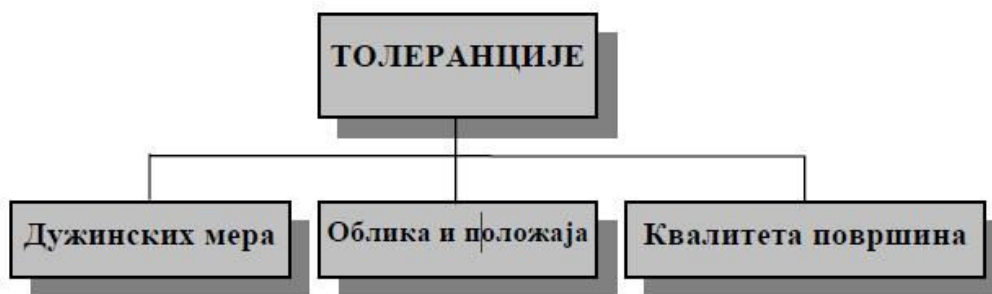 ТОЛЕРАНЦИЈЕ
Дужинских мера
Облика и положаја
Квалитета површина